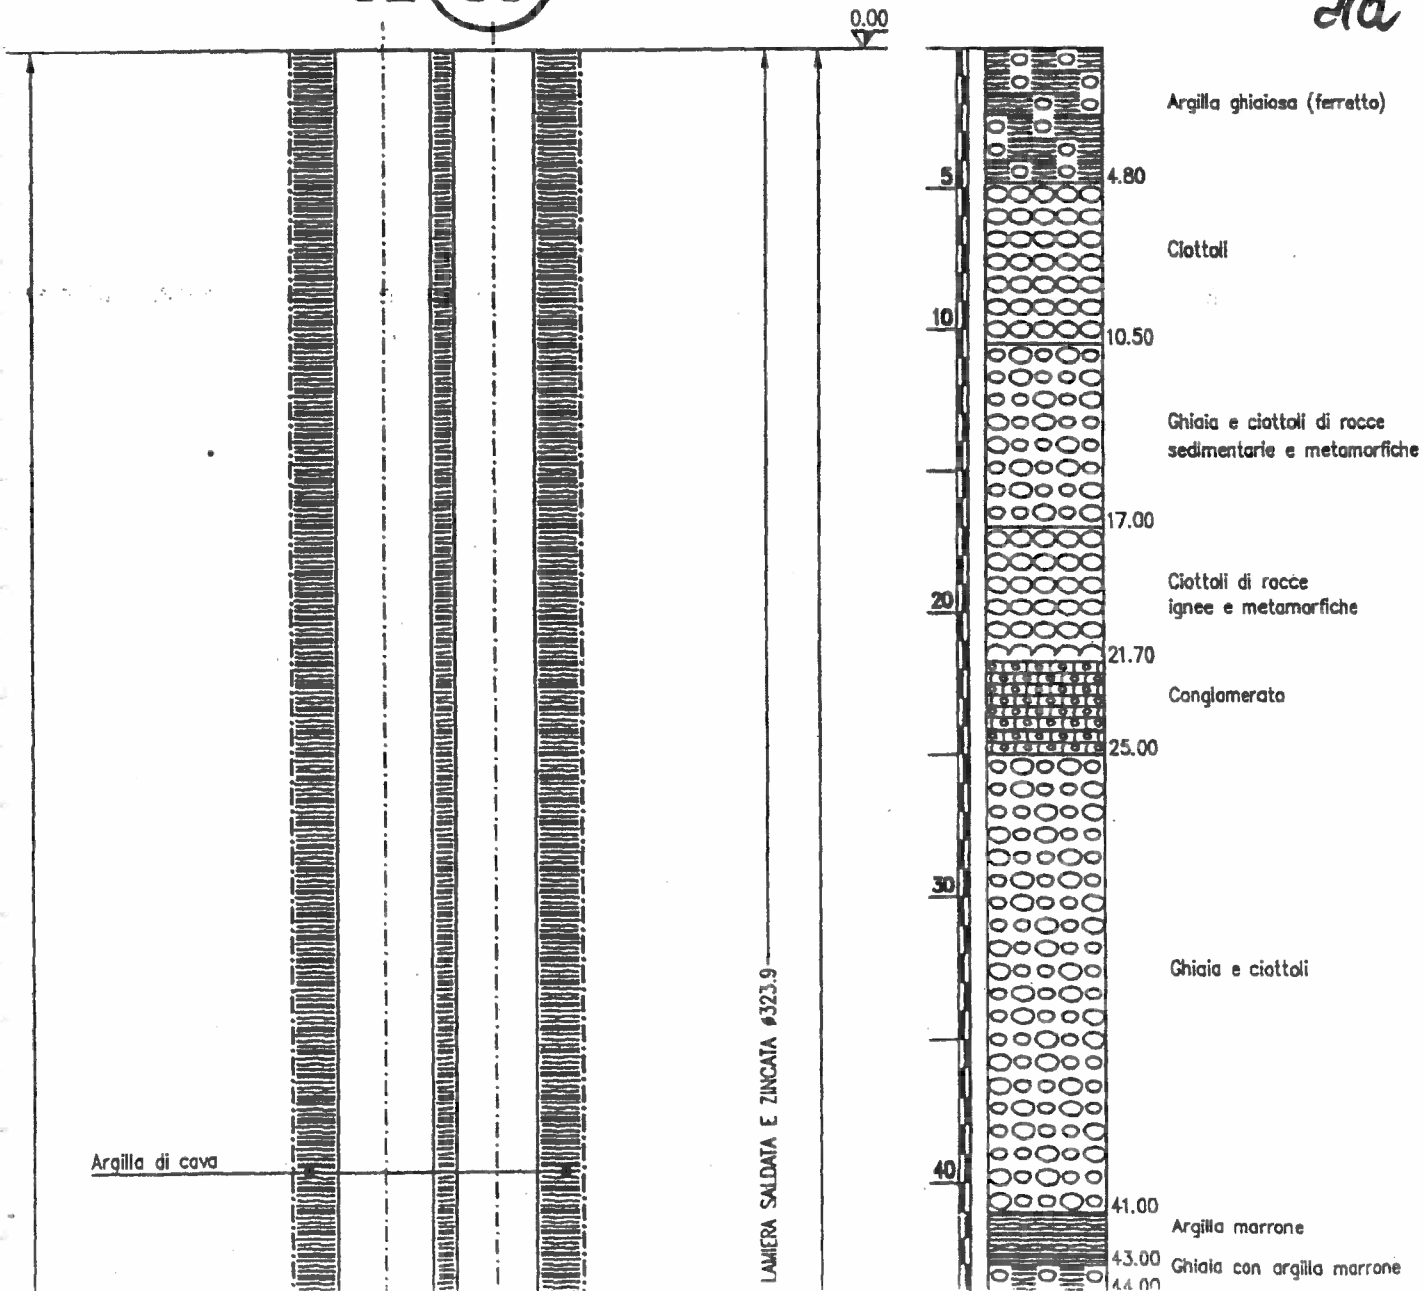 0.00
Argilla ghiaiosa (ferretto)
4.80
5
Ciottoli
10
10.50
Ghiaia e ciottoli di rocce
sedimentarie e metamorfiche
17.00
Ciottoli di rocce
ignee e metamorfiche
20
21.70
Conglomerato
25.00
30
Ghiaia e ciottoli
LAMIERA SALDATA E ZINCATA ø323.9
Argilla di cava
40
41.00
Argilla marrone
43.00
Ghiaia con argilla marrone
44.00